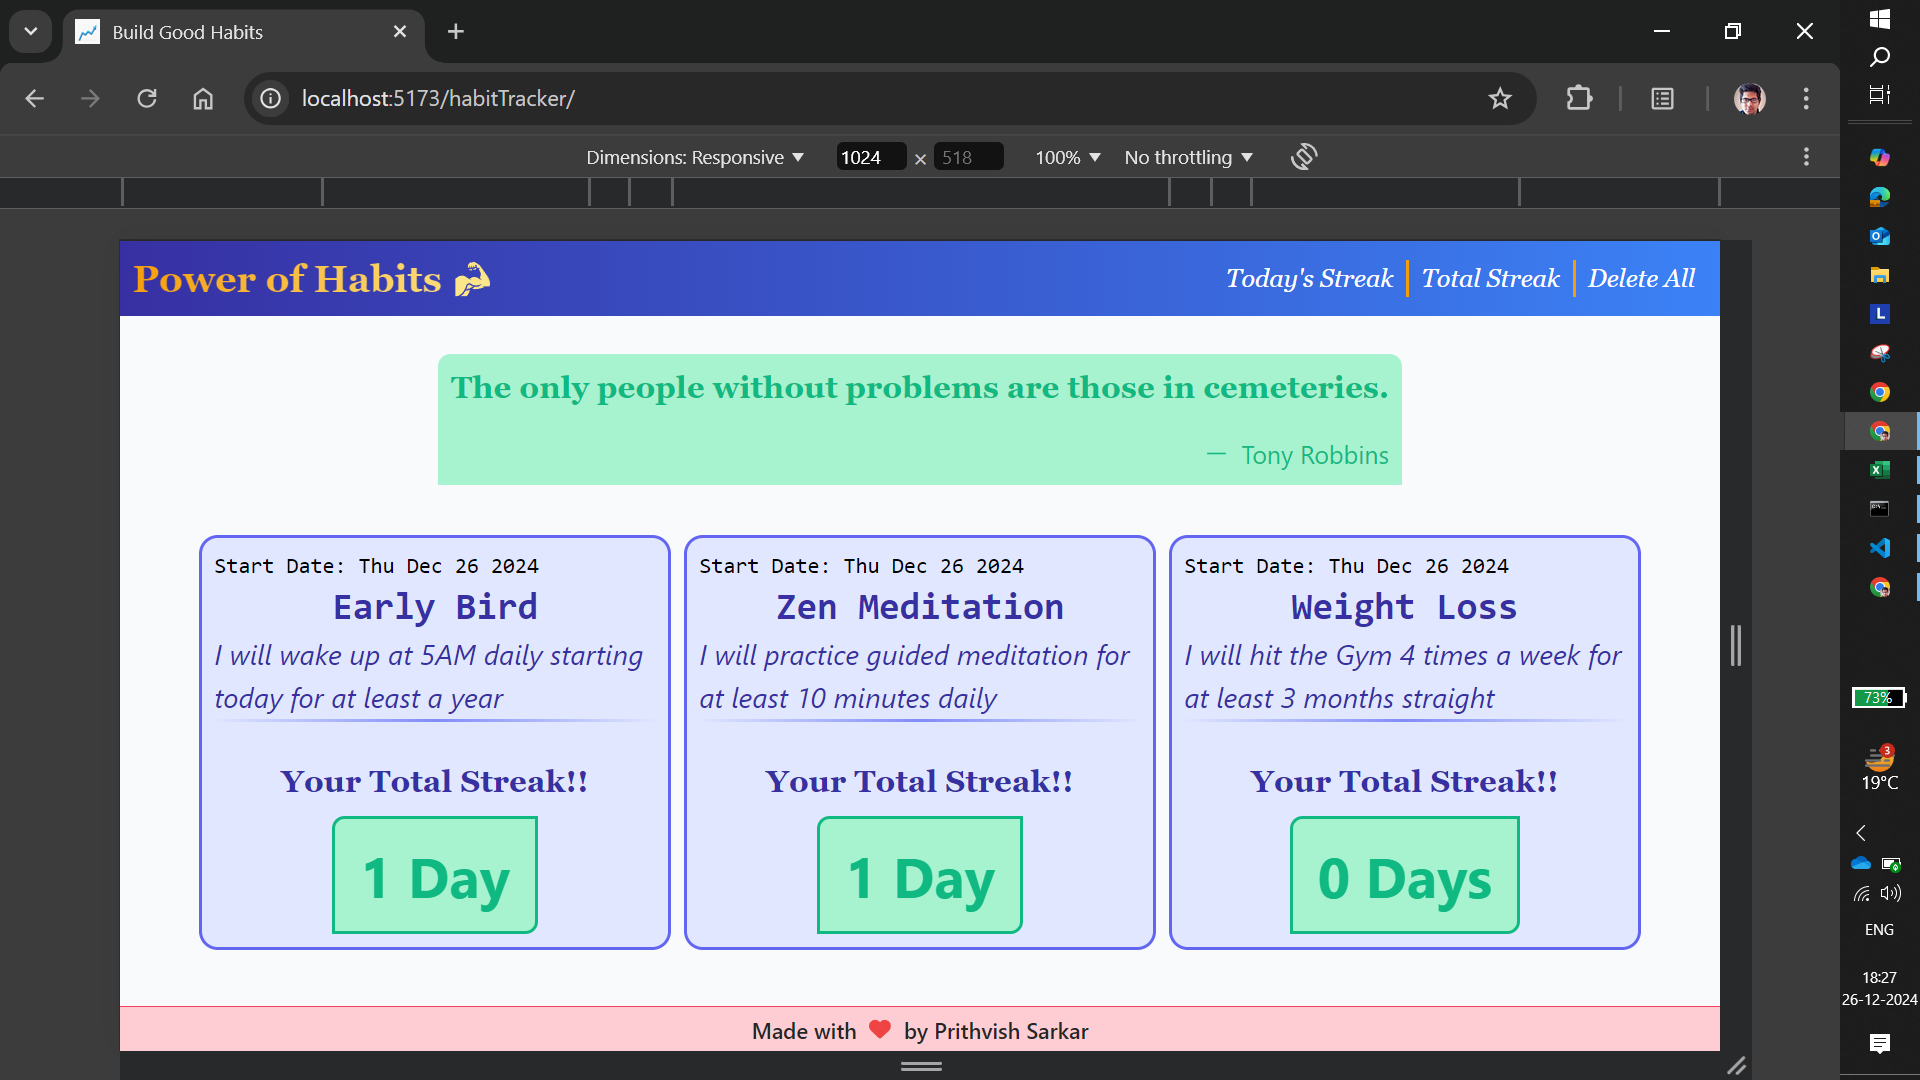 Build Good Habits
localhost:5173/habitTracker/
Dimensions: Responsive
1024 × 518
100%
No throttling
Power of Habits
Today's Streak
Total Streak
Delete All
The only people without problems are those in cemeteries.
— Tony Robbins
Start Date: Thu Dec 26 2024
Early Bird
I will wake up at 5AM daily starting
today for at least a year
Your Total Streak!!
1 Day
Start Date: Thu Dec 26 2024
Zen Meditation
I will practice guided meditation for
at least 10 minutes daily
Your Total Streak!!
1 Day
Start Date: Thu Dec 26 2024
Weight Loss
I will hit the Gym 4 times a week for
at least 3 months straight
Your Total Streak!!
0 Days
Made with ❤ by Prithvish Sarkar
L
73%
3
19°C
ENG
18:27
26-12-2024